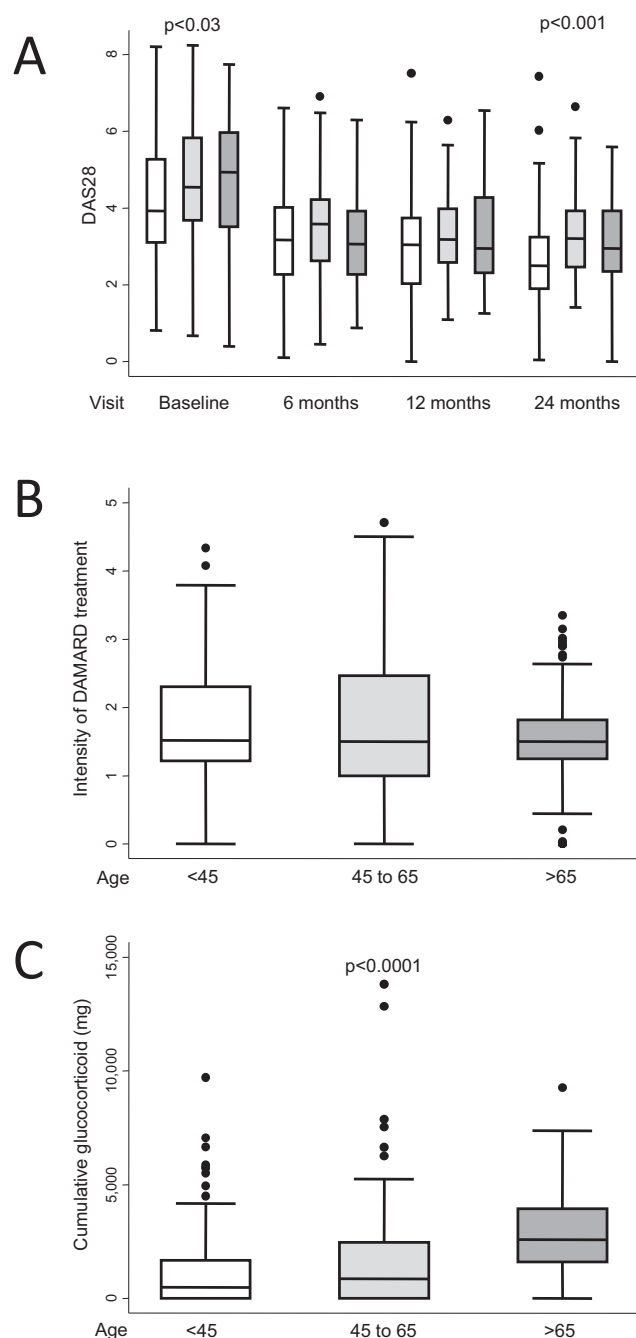 A
p<0.03
p<0.001
DAS28
8
6
4
2
0
Visit
Baseline
6 months
12 months
24 months
B
Intensity of DAMARD treatment
5
4
3
2
1
0
Age
<45
45 to 65
>65
C
p<0.0001
Cumulative glucocorticoid (mg)
15,000
10,000
5,000
0
Age
<45
45 to 65
>65